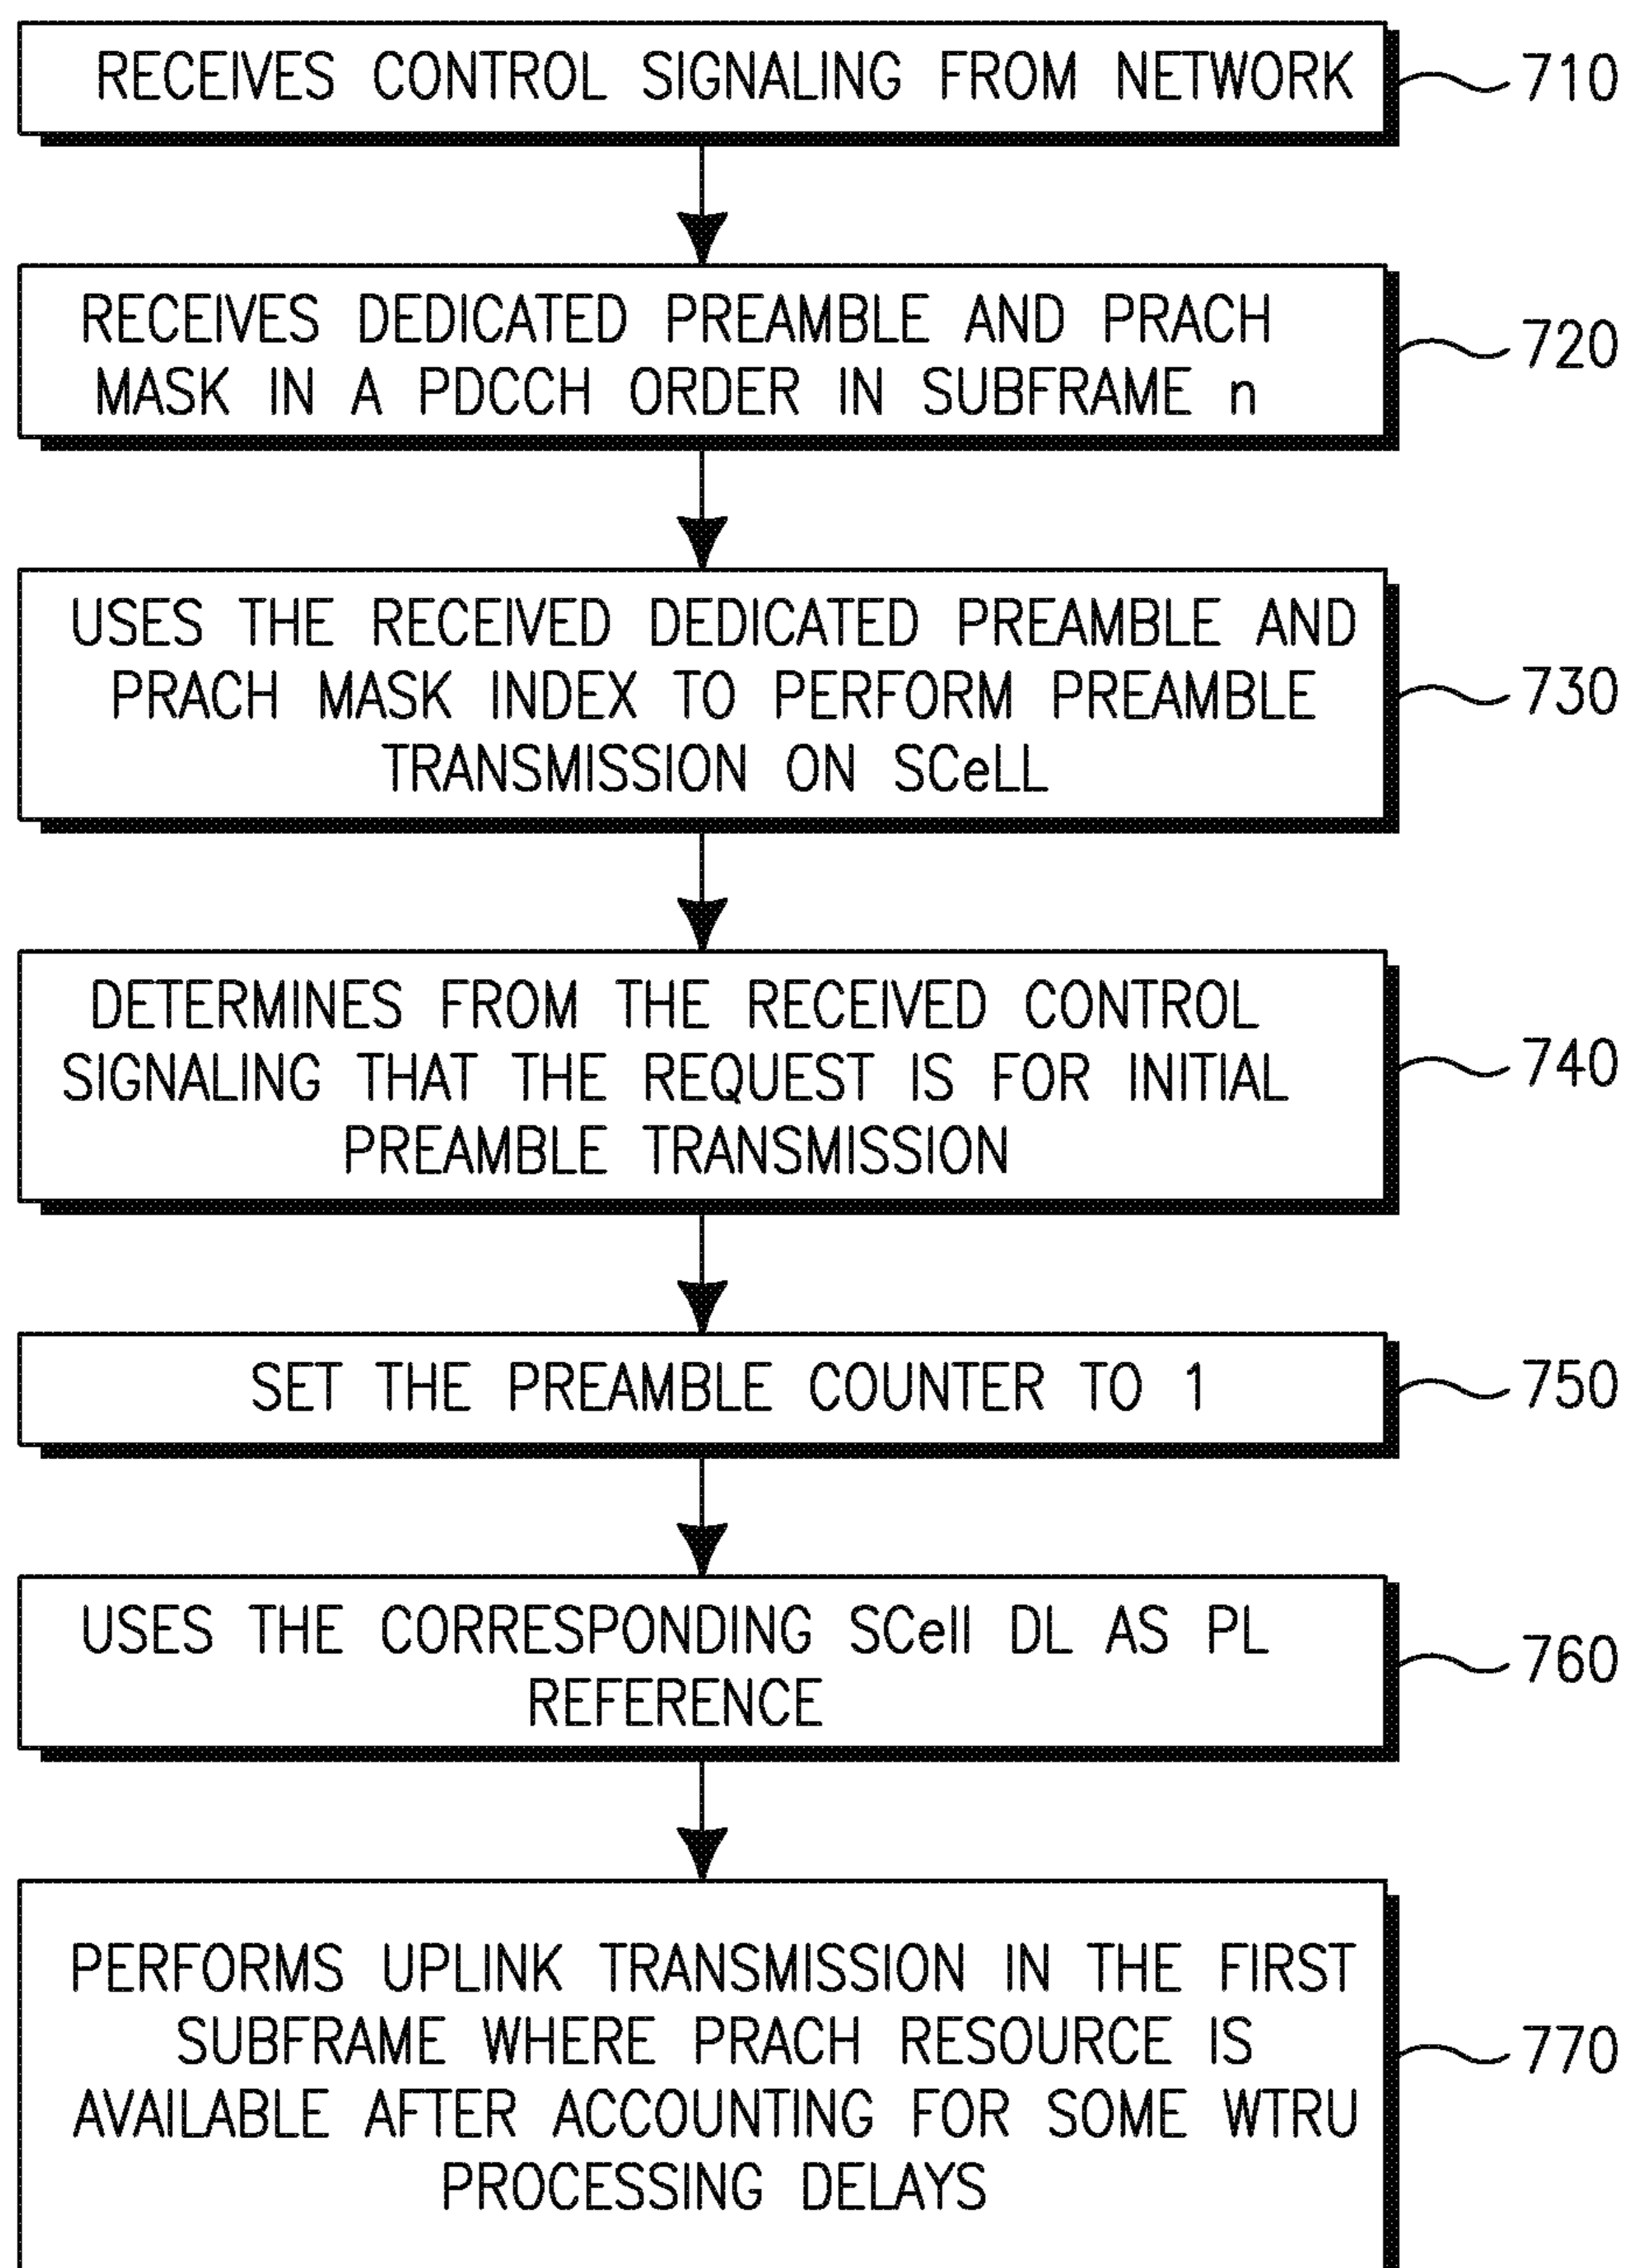 RECEIVES CONTROL SIGNALING FROM NETWORK
710
RECEIVES DEDICATED PREAMBLE AND PRACH
MASK IN A PDCCH ORDER IN SUBFRAME n
720
USES THE RECEIVED DEDICATED PREAMBLE AND
PRACH MASK INDEX TO PERFORM PREAMBLE
TRANSMISSION ON SCeLL
730
DETERMINES FROM THE RECEIVED CONTROL
SIGNALING THAT THE REQUEST IS FOR INITIAL
PREAMBLE TRANSMISSION
740
SET THE PREAMBLE COUNTER TO 1
750
USES THE CORRESPONDING SCell DL AS PL
REFERENCE
760
PERFORMS UPLINK TRANSMISSION IN THE FIRST
SUBFRAME WHERE PRACH RESOURCE IS
AVAILABLE AFTER ACCOUNTING FOR SOME WTRU
PROCESSING DELAYS
770